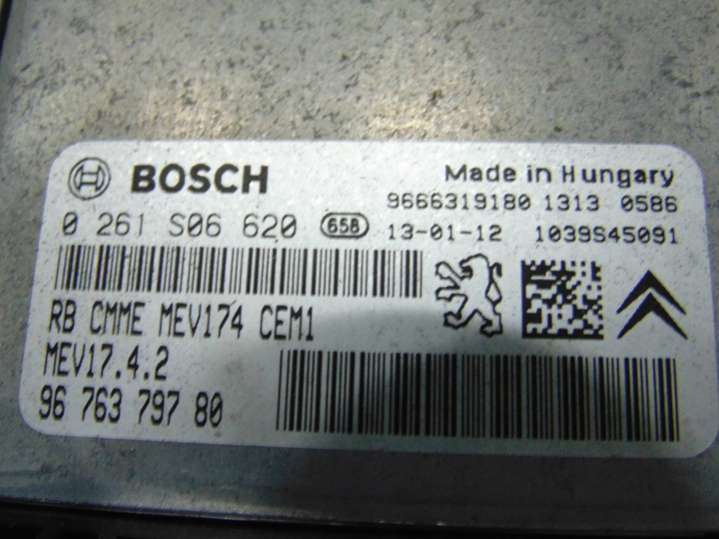 BOSCH
Made in Hungary
9666319180 1313 0586
0 261 S06 620 658
13-01-12 1039S45091
RB CMME MEV174 CEM1
MEV17.4.2
96 763 797 80